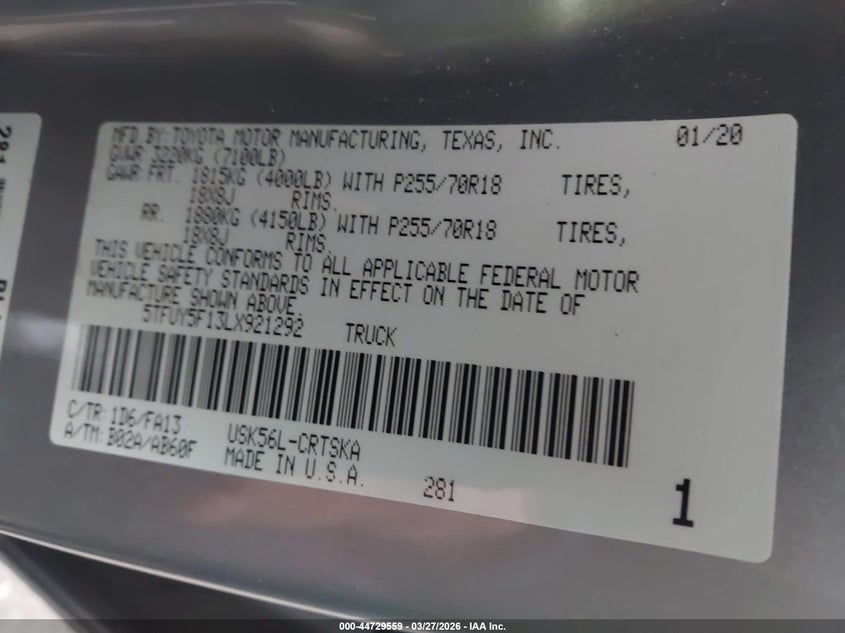 MFD BY: TOYOTA MOTOR MANUFACTURING, TEXAS, INC. 01/20
GVWR 3220KG (7100LB)
GAWR FRT. 1815KG (4000LB) WITH P255/70R18 TIRES,
18X8J RIMS.
RR. 1880KG (4150LB) WITH P255/70R18 TIRES,
18X8J RIMS.
THIS VEHICLE CONFORMS TO ALL APPLICABLE FEDERAL MOTOR
VEHICLE SAFETY STANDARDS IN EFFECT ON THE DATE OF
MANUFACTURE SHOWN ABOVE.
5TFUY5F13LX921292 TRUCK
C/TR: 1D6/FA13
A/TM: B02A/AB60F
USK56L-CRTSKA
MADE IN U.S.A.
281
1
000-44729559 | 03/27/2026 | IAA Inc.